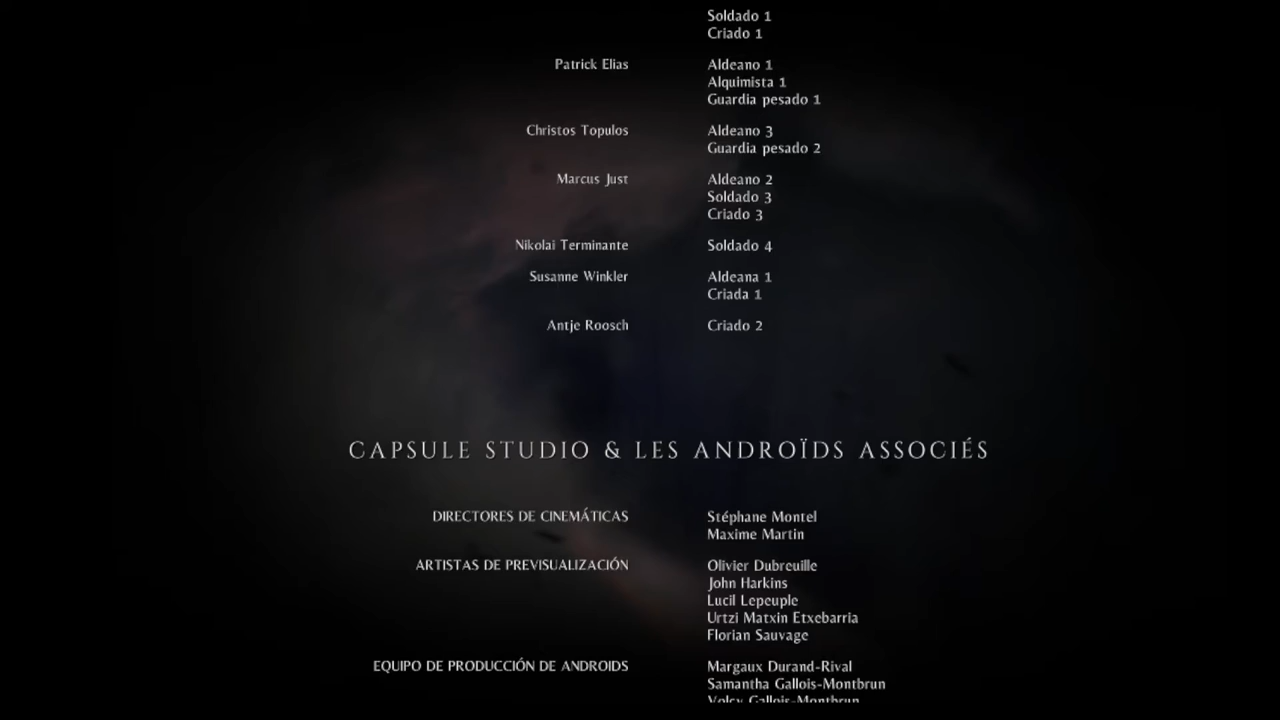 Soldado 1
Criado 1
Patrick Elias Aldeano 1
Alquimista 1
Guardia pesado 1
Christos Topulos Aldeano 3
Guardia pesado 2
Marcus Just Aldeano 2
Soldado 3
Criado 3
Nikolai Terminante Soldado 4
Susanne Winkler Aldeana 1
Criada 1
Antje Roosch Criado 2
CAPSULE STUDIO & LES ANDROÏDS ASSOCIÉS
DIRECTORES DE CINEMÁTICAS Stéphane Montel
Maxime Martin
ARTISTAS DE PREVISUALIZACIÓN Olivier Dubreuille
John Harkins
Lucil Lepeuple
Urtzi Matxin Etxebarria
Florian Sauvage
EQUIPO DE PRODUCCIÓN DE ANDROIDS Margaux Durand-Rival
Samantha Gallois-Montbrun
Volcy Gallois-Montbrun